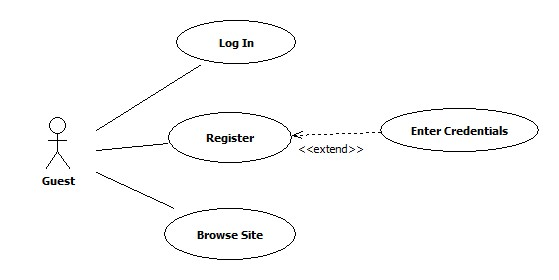 Log In
Register
Enter Credentials
<<extend>>
Guest
Browse Site